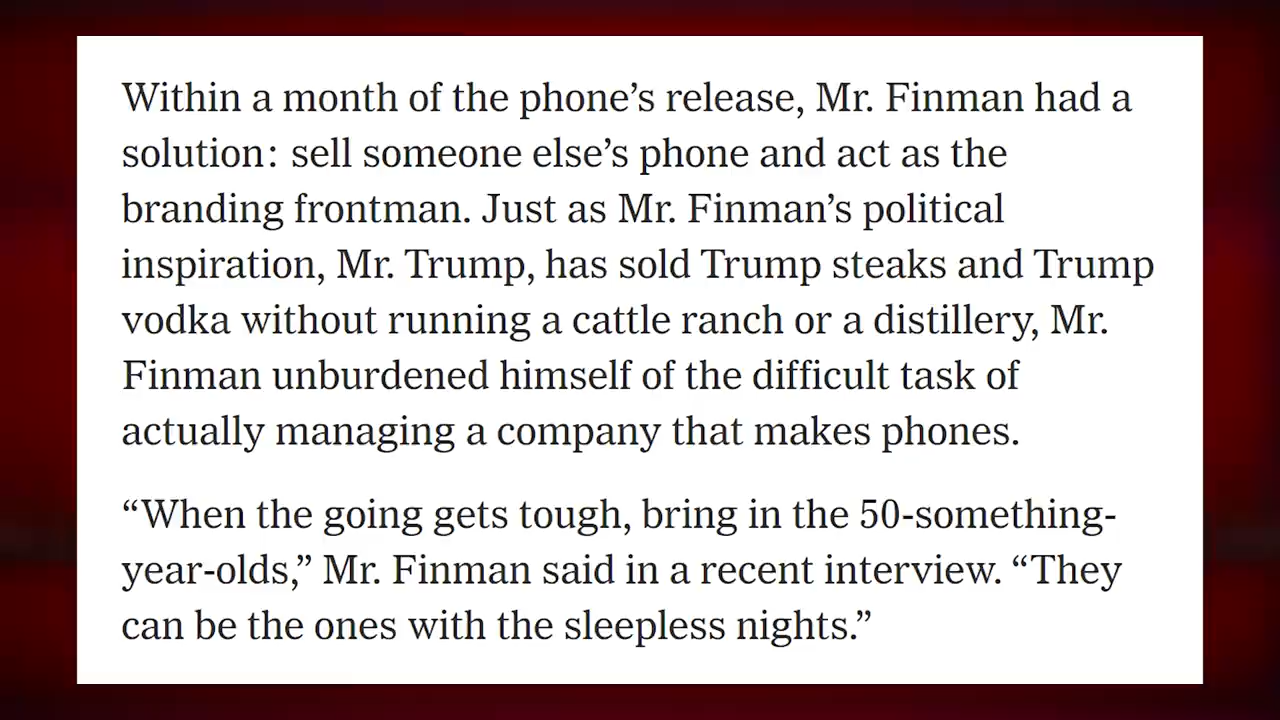 Within a month of the phone’s release, Mr. Finman had a
solution: sell someone else’s phone and act as the
branding frontman. Just as Mr. Finman’s political
inspiration, Mr. Trump, has sold Trump steaks and Trump
vodka without running a cattle ranch or a distillery, Mr.
Finman unburdened himself of the difficult task of
actually managing a company that makes phones.
“When the going gets tough, bring in the 50-something-
year-olds,” Mr. Finman said in a recent interview. “They
can be the ones with the sleepless nights.”